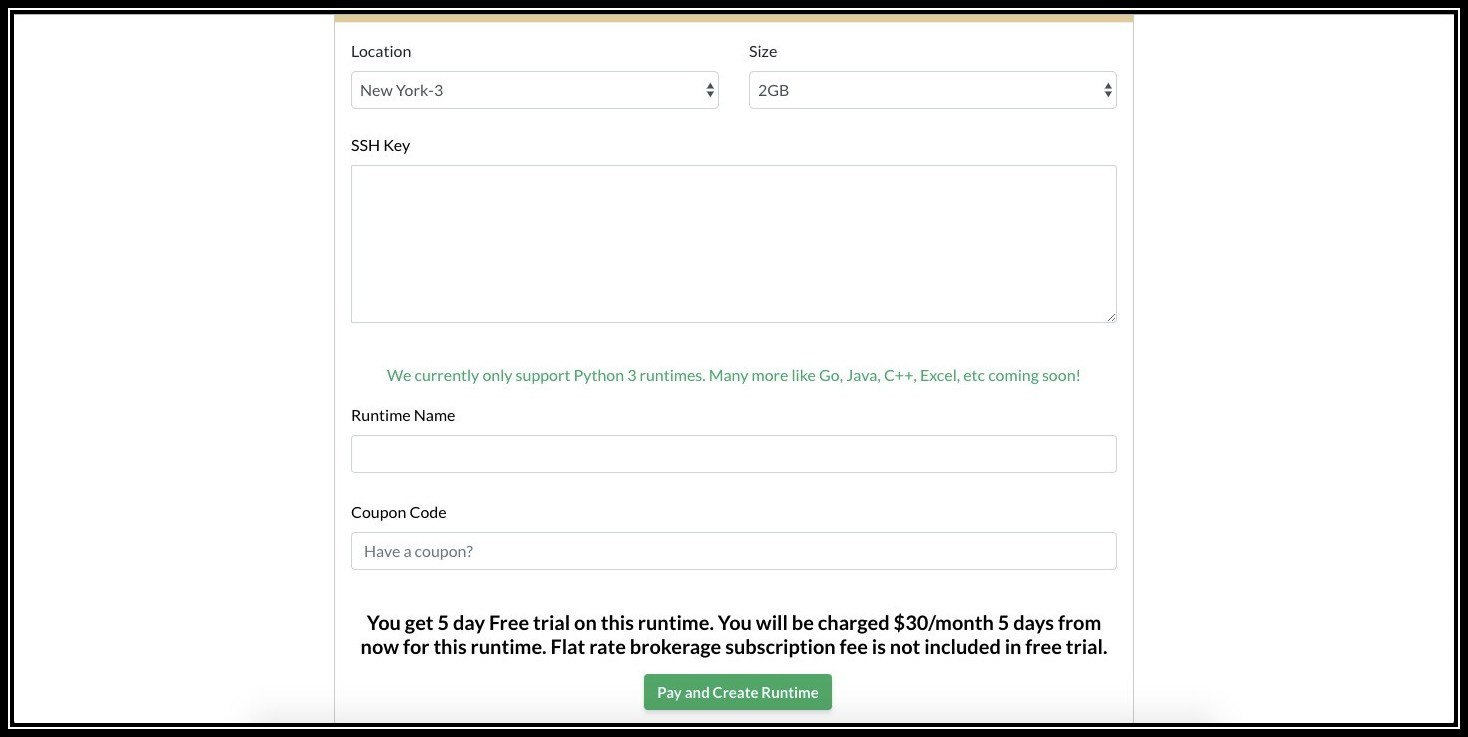 Location
Size
New York-3
2GB
SSH Key
We currently only support Python 3 runtimes. Many more like Go, Java, C++, Excel, etc coming soon!
Runtime Name
Coupon Code
Have a coupon?
You get 5 day Free trial on this runtime. You will be charged $30/month 5 days from
now for this runtime. Flat rate brokerage subscription fee is not included in free trial.
Pay and Create Runtime